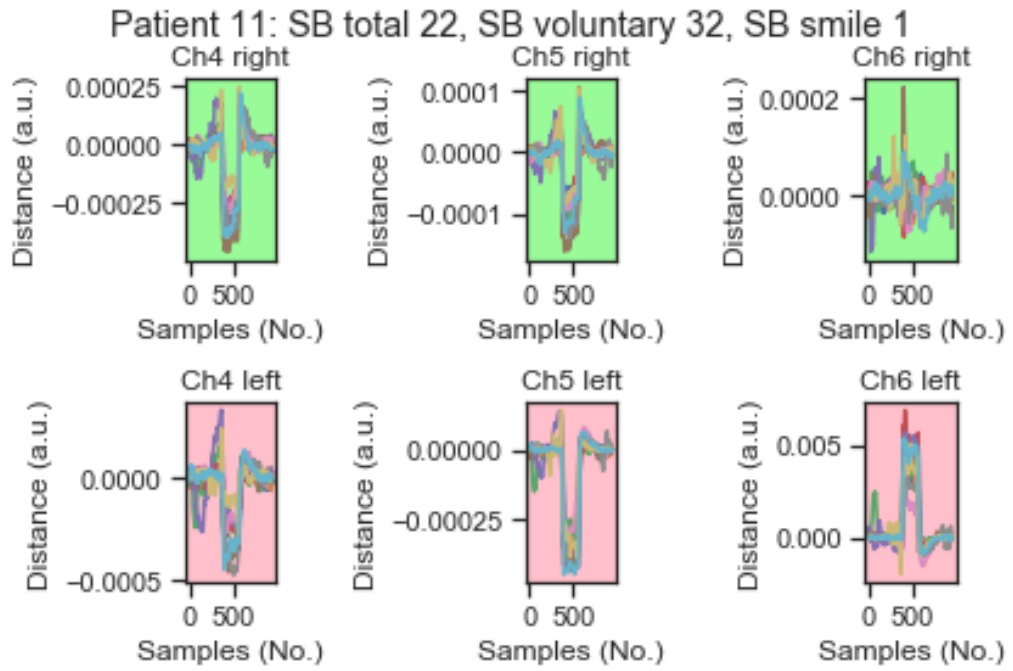 Patient 11: SB total 22, SB voluntary 32, SB smile 1
Ch4 right
Ch5 right
Ch6 right
Distance (a.u.)
0.00025
0.00000
−0.00025
Distance (a.u.)
0.0001
0.0000
−0.0001
Distance (a.u.)
0.0002
0.0000
0 500
0 500
0 500
Samples (No.)
Samples (No.)
Samples (No.)
Ch4 left
Ch5 left
Ch6 left
Distance (a.u.)
0.0000
−0.0005
Distance (a.u.)
0.00000
−0.00025
Distance (a.u.)
0.005
0.000
0 500
0 500
0 500
Samples (No.)
Samples (No.)
Samples (No.)